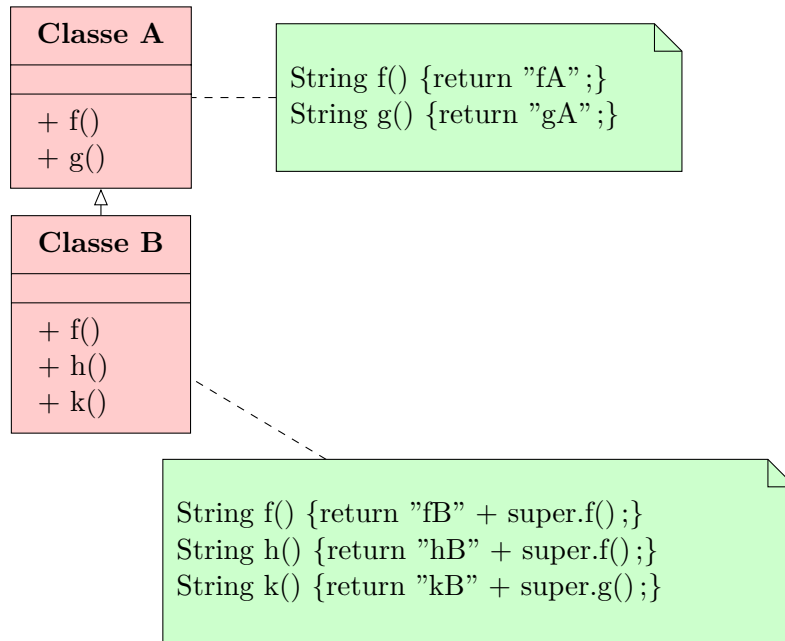 Classe A
+ f()
+ g()
String f() {return ”fA” ;}
String g() {return ”gA” ;}
Classe B
+ f()
+ h()
+ k()
String f() {return ”fB” + super.f() ;}
String h() {return ”hB” + super.f() ;}
String k() {return ”kB” + super.g() ;}